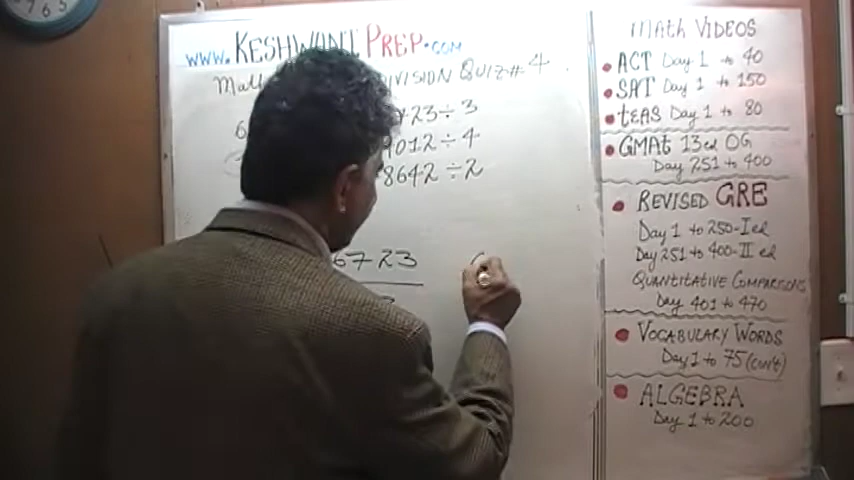 www.KESHWANI PREP.com
DIVISION QUIZ # 4
23 ÷ 3
9012 ÷ 4
8642 ÷ 2
6723
MATH VIDEOS
ACT Day 1 to 40
SAT Day 1 to 150
tEAS Day 1 to 80
GMAt 13ed OG
Day 251 to 400
REVISED GRE
Day 1 to 250-I ed
Day 251 to 400-II ed
QUANTITATIVE COMPARISONS
Day 401 to 470
VOCABULARY WORDS
Day 1 to 75 (cont)
ALGEBRA
Day 1 to 200